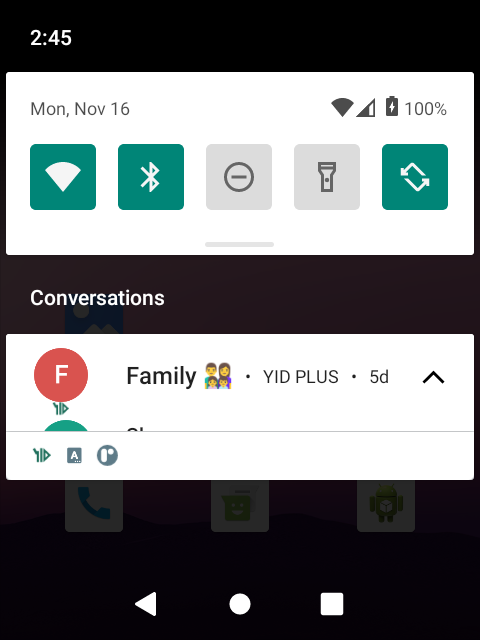 2:45
Mon, Nov 16
100%
Conversations
F
Family 👨‍👩‍👧‍👦 • YID PLUS • 5d
A